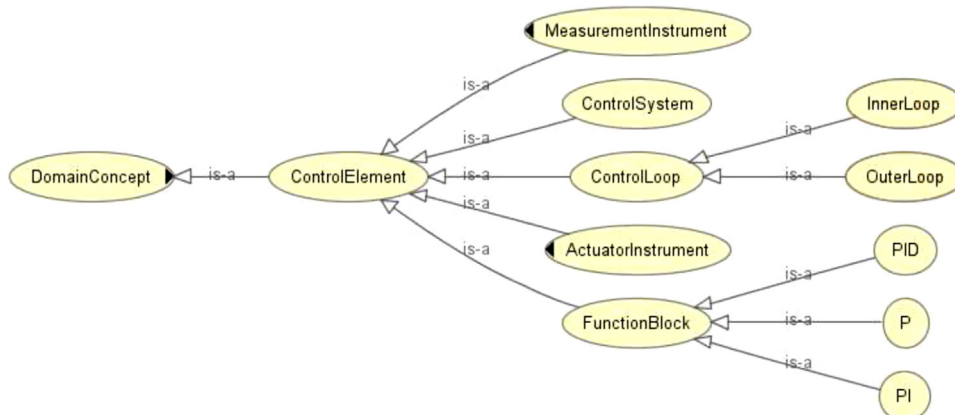 MeasurementInstrument
is-a
ControlSystem
InnerLoop
is-a
is-a
DomainConcept
is-a
ControlElement
is-a
ControlLoop
is-a
OuterLoop
is-a
ActuatorInstrument
PID
is-a
is-a
FunctionBlock
is-a
P
is-a
PI